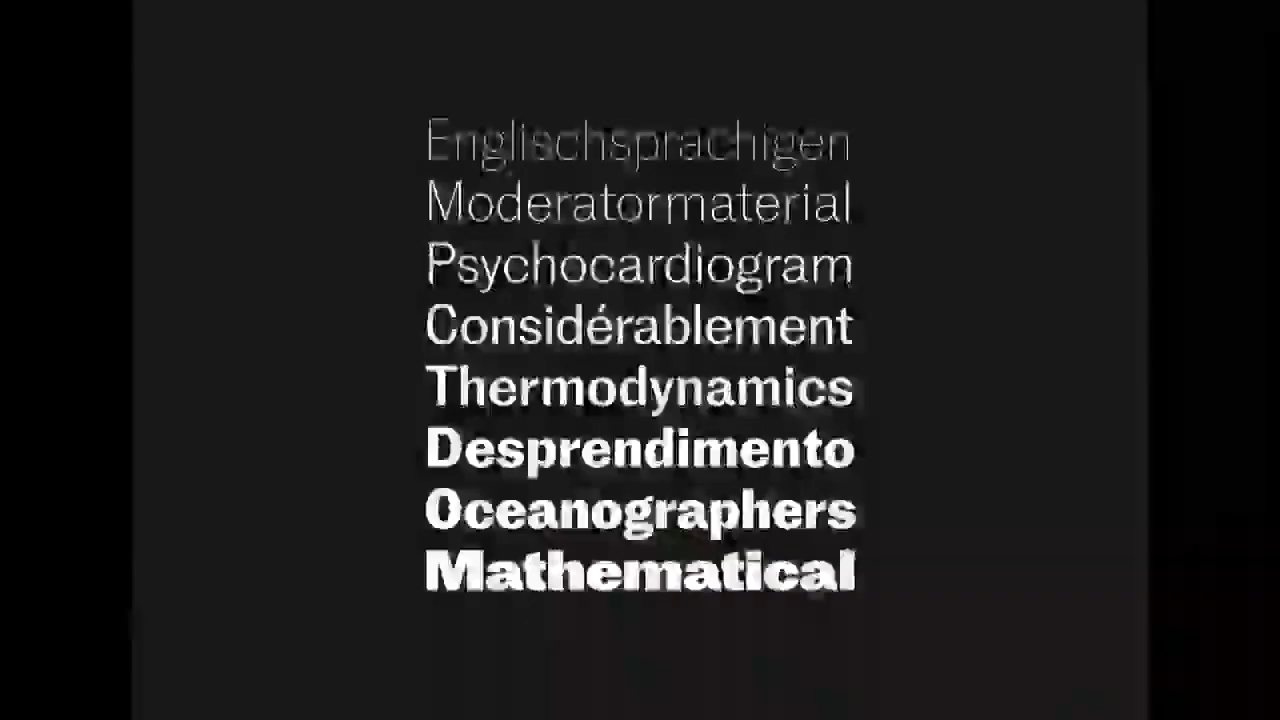 Englischsprachigen
Moderatormaterial
Psychocardiogram
Considérablement
Thermodynamics
Desprendimento
Oceanographers
Mathematical